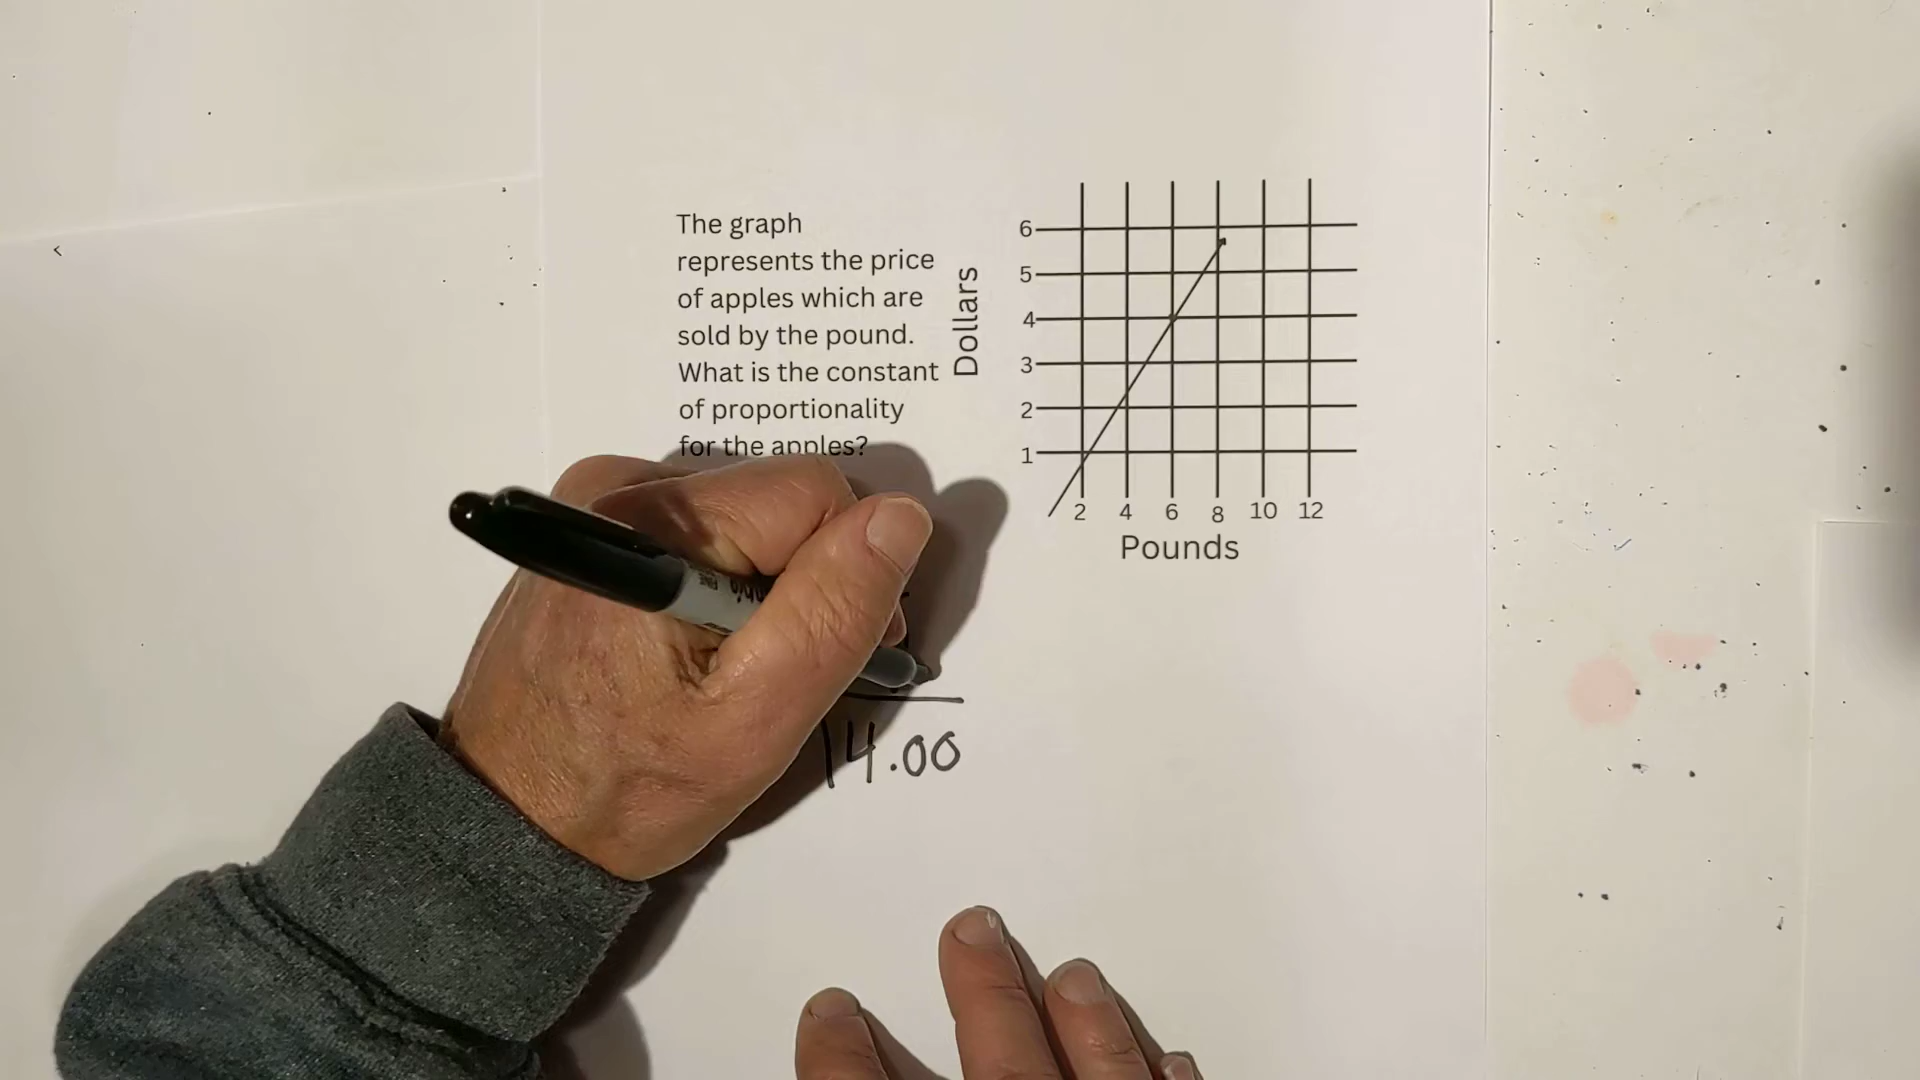 The graph
represents the price
of apples which are
sold by the pound.
What is the constant
of proportionality
for the apples?
Dollars
6
5
4
3
2
1
2 4 6 8 10 12
Pounds
14.00